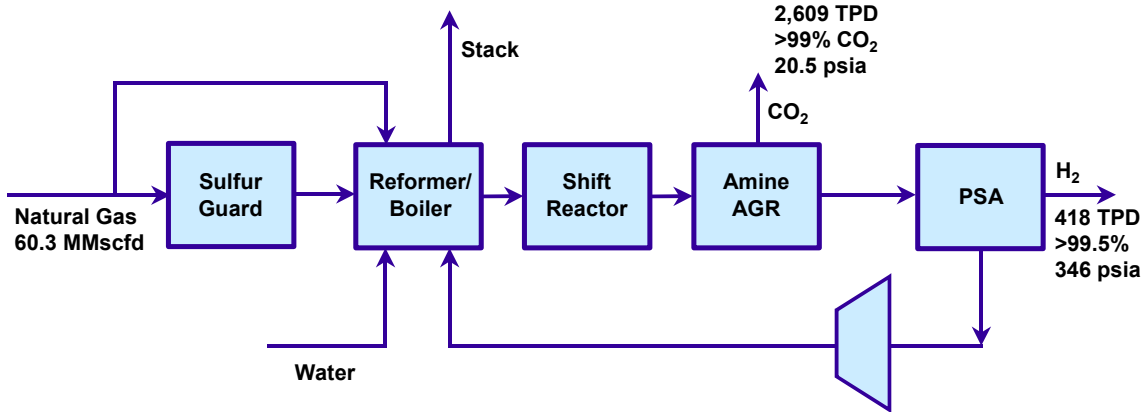 2,609 TPD
>99% CO₂
20.5 psia
Stack
CO₂
Sulfur
Guard
Reformer/
Boiler
Shift
Reactor
Amine
AGR
PSA
H₂
Natural Gas
60.3 MMscfd
418 TPD
>99.5%
346 psia
Water